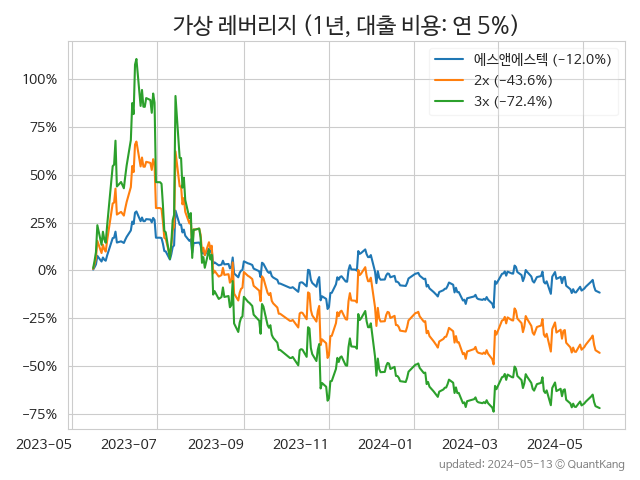 가상 레버리지 (1년, 대출 비용: 연 5%)
에스앤에스텍 (−12.0%)
2x (−43.6%)
3x (−72.4%)
100%
75%
50%
25%
0%
−25%
−50%
−75%
2023-05 2023-07 2023-09 2023-11 2024-01 2024-03 2024-05
updated: 2024-05-13 © QuantKang